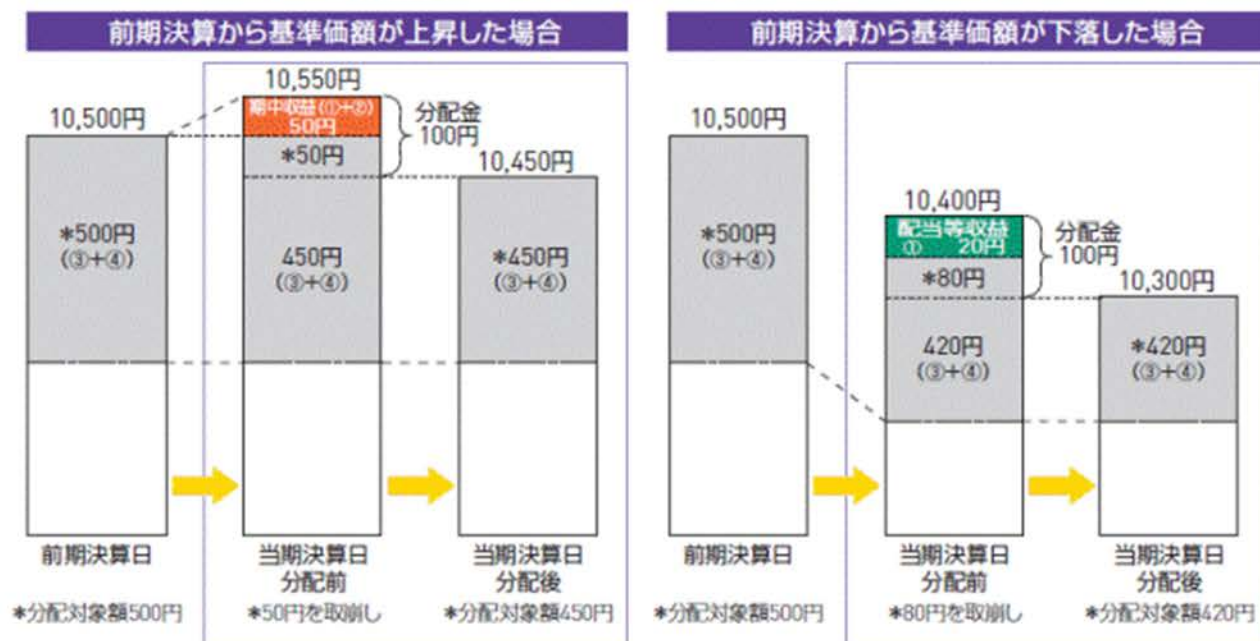 前期決算から基準価額が上昇した場合
10,500円
*500円
(③+④)
前期決算日
*分配対象額500円
10,550円
期中収益(①+②)
50円
*50円
450円
(③+④)
分配金
100円
当期決算日
分配前
*50円を取崩し
10,450円
*450円
(③+④)
当期決算日
分配後
*分配対象額450円
前期決算から基準価額が下落した場合
10,500円
*500円
(③+④)
前期決算日
*分配対象額500円
10,400円
配当等収益
① 20円
*80円
420円
(③+④)
分配金
100円
当期決算日
分配前
*80円を取崩し
10,300円
*420円
(③+④)
当期決算日
分配後
*分配対象額420円